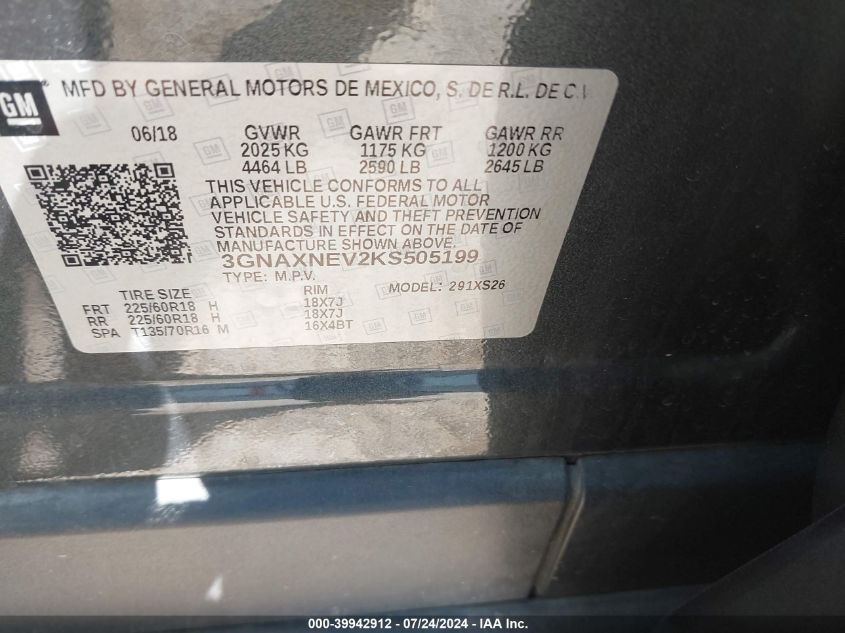 GM
® MFD BY GENERAL MOTORS DE MEXICO, S. DE R.L. DE C.V
06/18 GVWR GAWR FRT GAWR RR
2025 KG 1175 KG 1200 KG
4464 LB 2590 LB 2645 LB
THIS VEHICLE CONFORMS TO ALL
APPLICABLE U.S. FEDERAL MOTOR
VEHICLE SAFETY AND THEFT PREVENTION
STANDARDS IN EFFECT ON THE DATE OF
MANUFACTURE SHOWN ABOVE.
3GNAXNEV2KS505199
TYPE: M.P.V. MODEL: 291XS26
TIRE SIZE RIM
FRT 225/60R18 H 18X7J
RR 225/60R18 H 18X7J
SPA T135/70R16 M 16X4BT
000-39942912 / 07/24/2024 - IAA Inc.